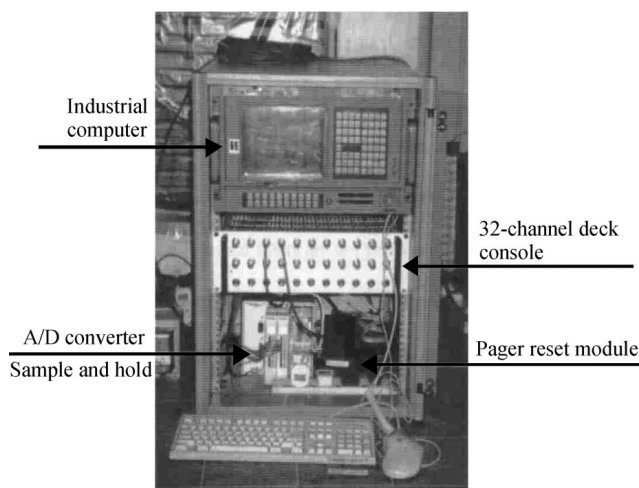 Industrial
computer
32-channel deck
console
A/D converter
Sample and hold
Pager reset module